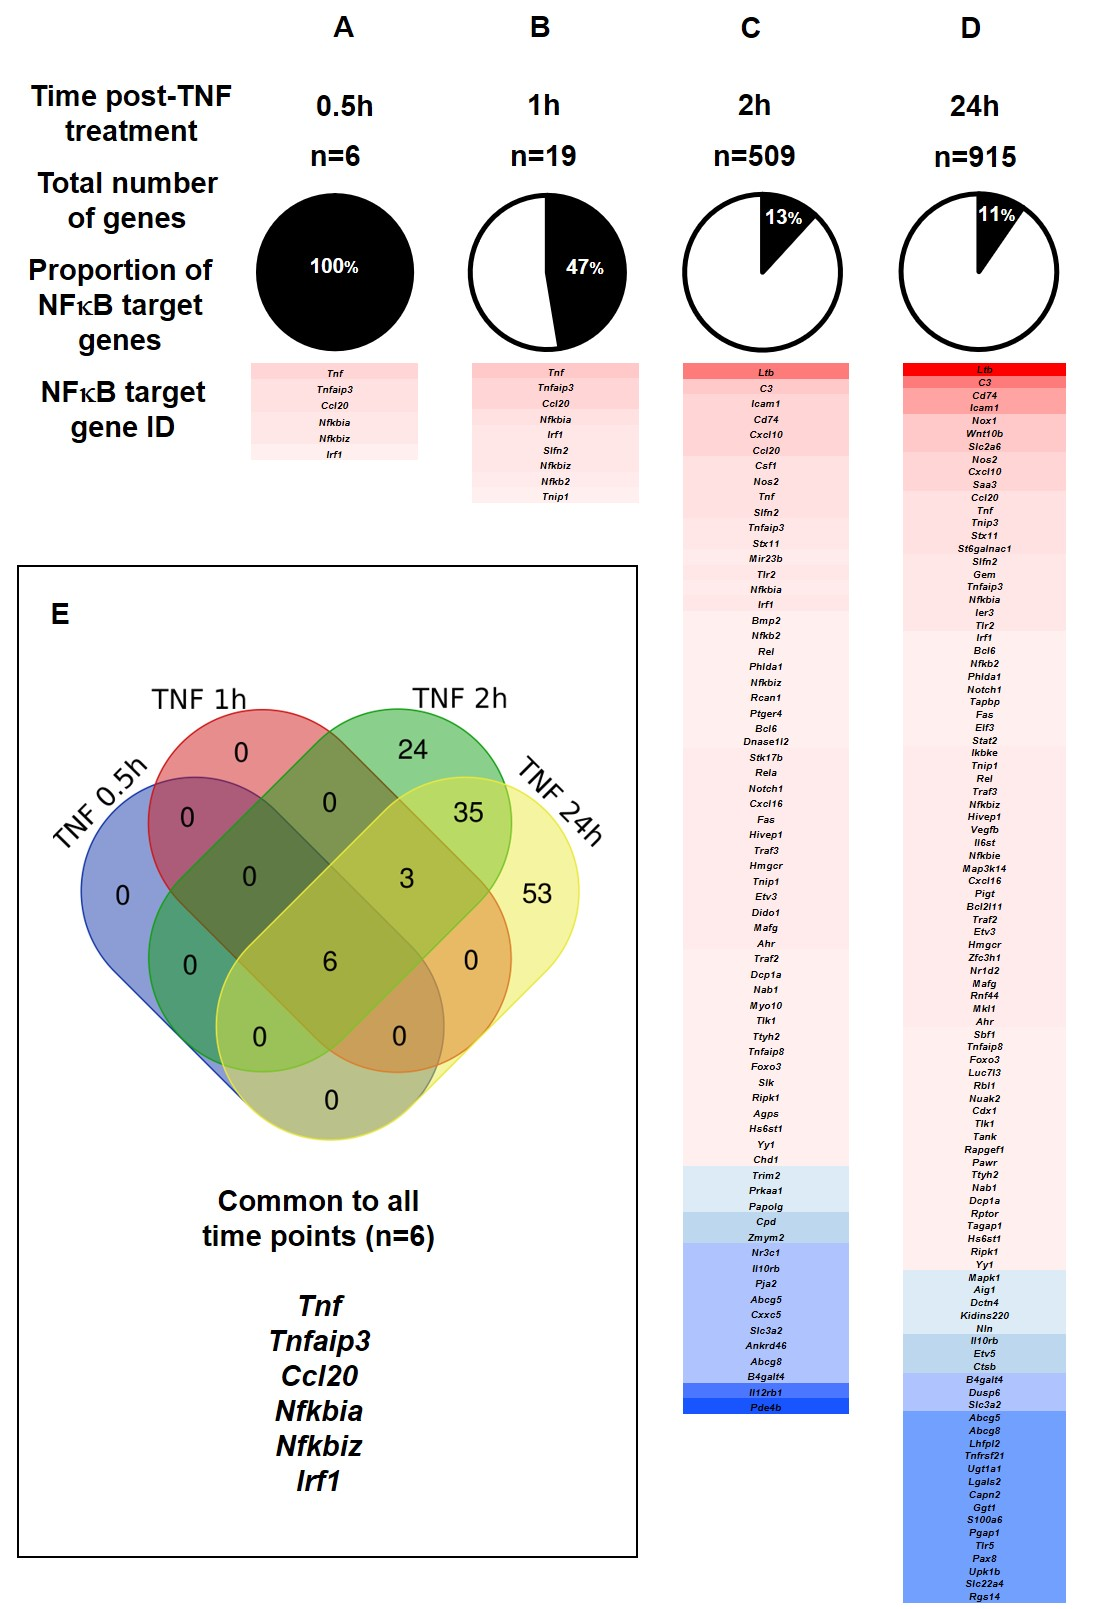 A
B
C
D
Time post-TNF
treatment
0.5h
1h
2h
24h
Total number
of genes
n=6
n=19
n=509
n=915
Proportion of
NFκB target
genes
100%
47%
13%
11%
NFκB target
gene ID
Tnf
Tnfaip3
Ccl20
Nfkbia
Nfkbiz
Irf1
Tnf
Tnfaip3
Ccl20
Nfkbia
Irf1
Slfn2
Nfkbiz
Nfkb2
Tnip1
Ltb
C3
Icam1
Cd74
Cxcl10
Ccl20
Csf1
Nos2
Tnf
Slfn2
Tnfaip3
Stx11
Mir23b
Tlr2
Nfkbia
Irf1
Bmp2
Nfkb2
Rel
Phlda1
Nfkbiz
Rcan1
Ptger4
Bcl6
Dnase1l2
Stk17b
Rela
Notch1
Cxcl16
Fas
Hivep1
Traf3
Hmgcr
Tnip1
Etv3
Dido1
Mafg
Ahr
Traf2
Dcp1a
Nab1
Myo10
Tlk1
Ttyh2
Tnfaip8
Foxo3
Slk
Ripk1
Agps
Hs6st1
Yy1
Chd1
Trim2
Prkaa1
Papolg
Cpd
Zmym2
Nr3c1
Il10rb
Pja2
Abcg5
Cxxc5
Slc3a2
Ankrd46
Abcg8
B4galt4
Il12rb1
Pde4b
Ltb
C3
Cd74
Icam1
Nox1
Wnt10b
Slc2a6
Nos2
Cxcl10
Saa3
Ccl20
Tnf
Tnip3
Stx11
St6galnac1
Slfn2
Gem
Tnfaip3
Nfkbia
Ier3
Tlr2
Irf1
Bcl6
Nfkb2
Phlda1
Notch1
Tapbp
Fas
Elf3
Stat2
Ikbke
Tnip1
Rel
Traf3
Nfkbiz
Hivep1
Vegfb
Il6st
Nfkbie
Map3k14
Cxcl16
Pigt
Bcl2l11
Traf2
Etv3
Hmgcr
Zfc3h1
Nr1d2
Mafg
Rnf44
Mkl1
Ahr
Sbf1
Tnfaip8
Foxo3
Luc7l3
Rbl1
Nuak2
Cdx1
Tlk1
Tank
Rapgef1
Pawr
Ttyh2
Nab1
Dcp1a
Rptor
Tagap1
Hs6st1
Ripk1
Yy1
Mapk1
Aig1
Dctn4
Kidins220
Nln
Il10rb
Etv5
Ctsb
B4galt4
Dusp6
Slc3a2
Abcg5
Abcg8
Lhfpl2
Tnfrsf21
Ugt1a1
Lgals2
Capn2
Ggt1
S100a6
Pgap1
Tlr5
Pax8
Upk1b
Slc22a4
Rgs14
E
TNF 1h
TNF 2h
TNF 0.5h
TNF 24h
0
24
0
0
35
0
0
3
53
0
6
0
0
0
0
Common to all
time points (n=6)
Tnf
Tnfaip3
Ccl20
Nfkbia
Nfkbiz
Irf1